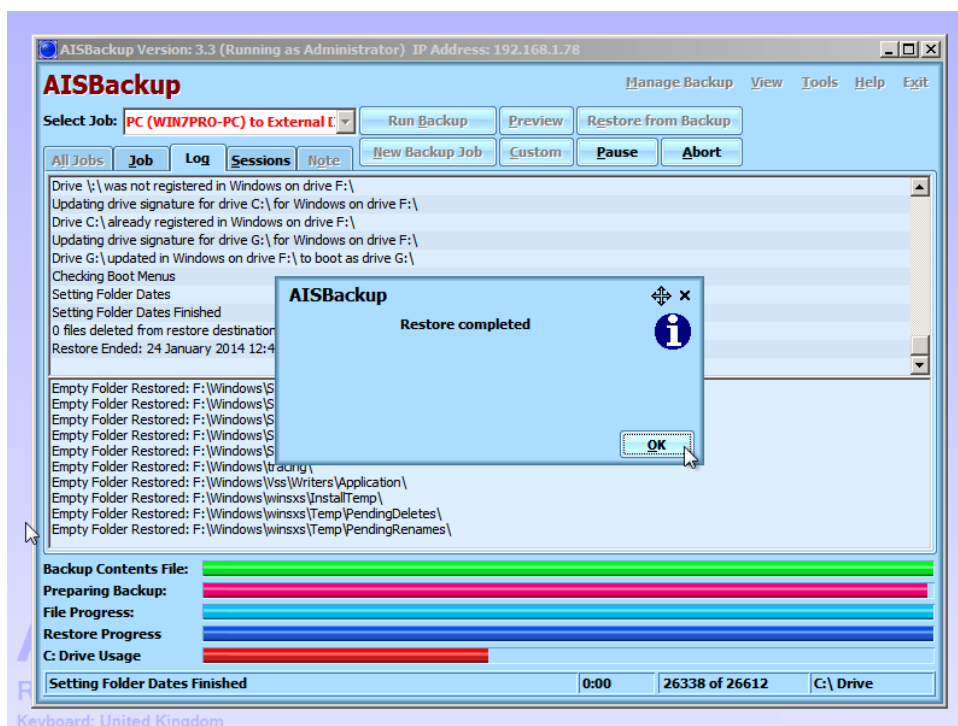 AISBackup Version: 3.3 (Running as Administrator) IP Address: 192.168.1.78
AISBackup
Manage Backup View Tools Help Exit
Select Job: PC (WIN7PRO-PC) to External
Run Backup Preview Restore from Backup
All Jobs Job Log Sessions Note
New Backup Job Custom Pause Abort
Drive \:\ was not registered in Windows on drive F:\
Updating drive signature for drive C:\ for Windows on drive F:\
Drive C:\ already registered in Windows on drive F:\
Updating drive signature for drive G:\ for Windows on drive F:\
Drive G:\ updated in Windows on drive F:\ to boot as drive G:\
Checking Boot Menus
Setting Folder Dates
Setting Folder Dates Finished
0 files deleted from restore destination
Restore Ended: 24 January 2014 12:4
AISBackup
Restore completed
OK
Empty Folder Restored: F:\Windows\S
Empty Folder Restored: F:\Windows\S
Empty Folder Restored: F:\Windows\S
Empty Folder Restored: F:\Windows\S
Empty Folder Restored: F:\Windows\S
Empty Folder Restored: F:\Windows\tracing\
Empty Folder Restored: F:\Windows\Vss\Writers\Application\
Empty Folder Restored: F:\Windows\winsxs\InstallTemp\
Empty Folder Restored: F:\Windows\winsxs\Temp\PendingDeletes\
Empty Folder Restored: F:\Windows\winsxs\Temp\PendingRenames\
Backup Contents File:
Preparing Backup:
File Progress:
Restore Progress
C: Drive Usage
Setting Folder Dates Finished 0:00 26338 of 26612 C:\ Drive
Keyboard: United Kingdom